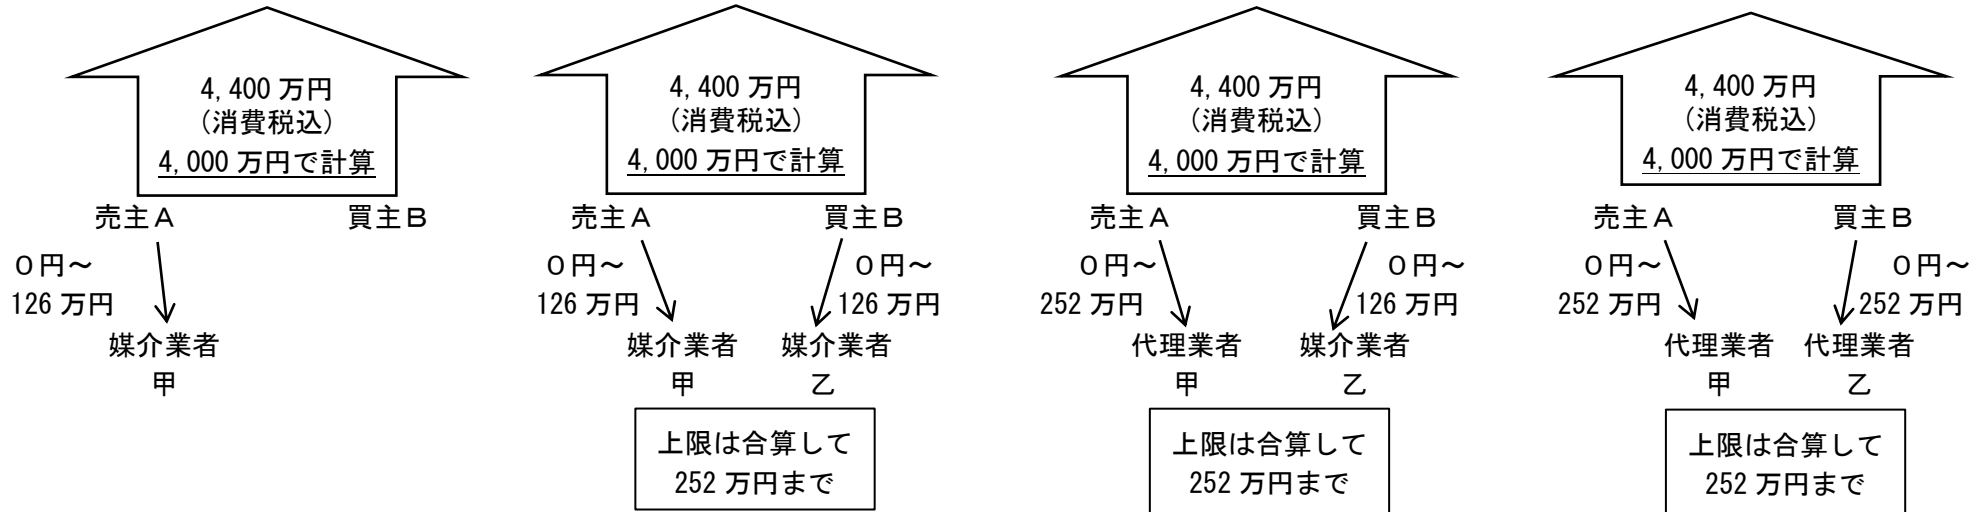 4,400 万円
（消費税込）
4,000 万円で計算
売主Ａ
買主Ｂ
０円～
126 万円
媒介業者
甲
4,400 万円
（消費税込）
4,000 万円で計算
売主Ａ
買主Ｂ
０円～
126 万円
０円～
126 万円
媒介業者
媒介業者
甲
乙
上限は合算して
252 万円まで
4,400 万円
（消費税込）
4,000 万円で計算
売主Ａ
買主Ｂ
０円～
252 万円
０円～
126 万円
代理業者
媒介業者
甲
乙
上限は合算して
252 万円まで
4,400 万円
（消費税込）
4,000 万円で計算
売主Ａ
買主Ｂ
０円～
252 万円
０円～
252 万円
代理業者
代理業者
甲
乙
上限は合算して
252 万円まで